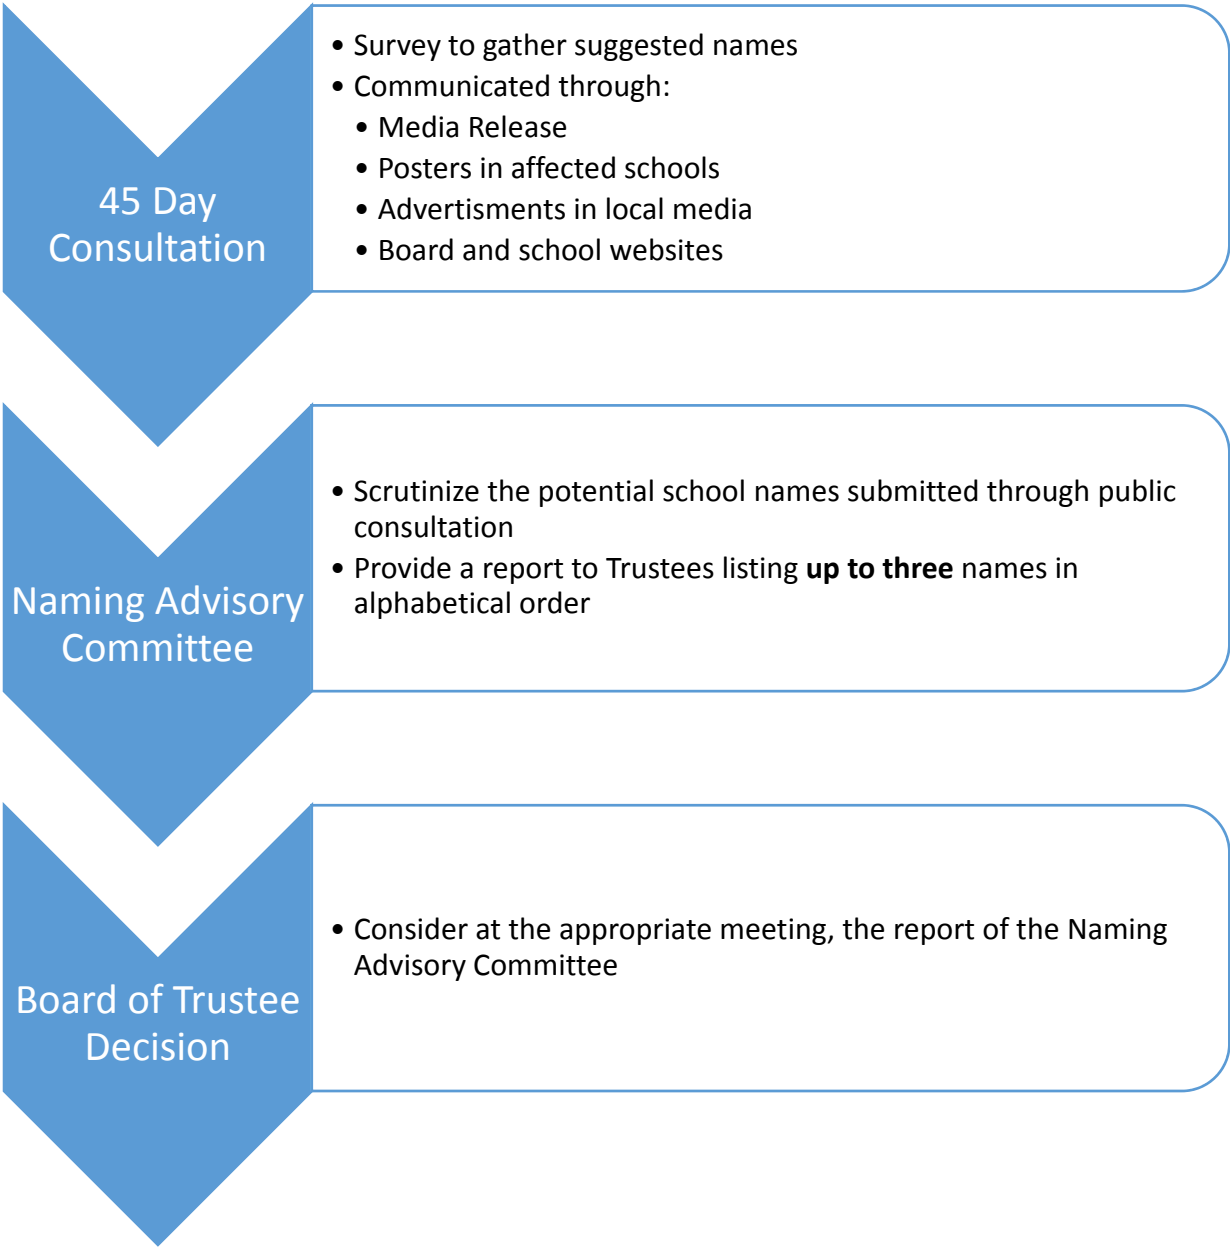 45 Day
Consultation
• Survey to gather suggested names
• Communicated through:
• Media Release
• Posters in affected schools
• Advertisments in local media
• Board and school websites
Naming Advisory
Committee
• Scrutinize the potential school names submitted through public
consultation
• Provide a report to Trustees listing up to three names in
alphabetical order
Board of Trustee
Decision
• Consider at the appropriate meeting, the report of the Naming
Advisory Committee